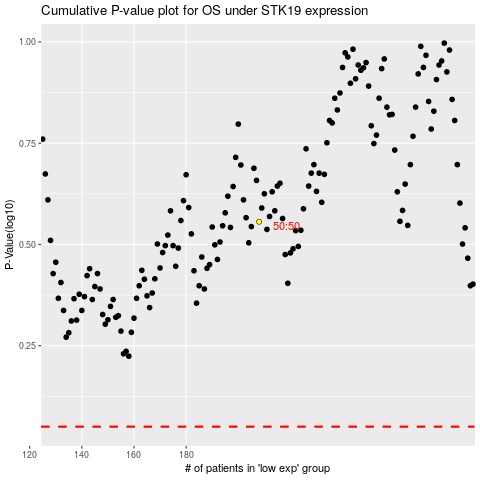 Cumulative P-value plot for OS under STK19 expression
P-Value(log10)
1.00
0.75
0.50
0.25
50:50
120 140 160 180
# of patients in 'low exp' group